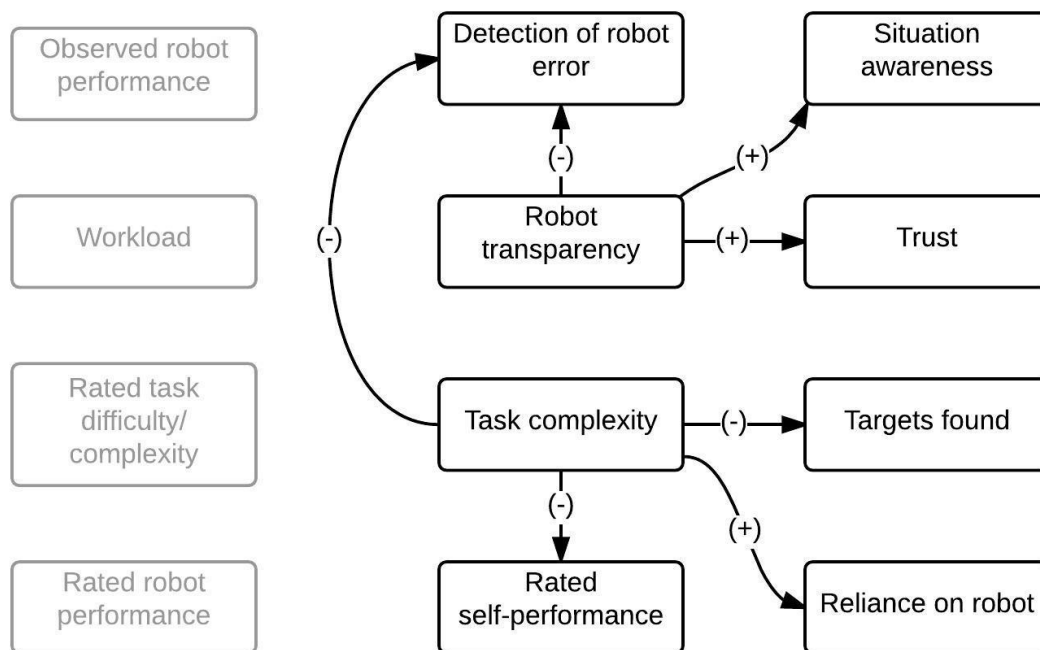 Observed robot
performance
Detection of robot
error
Situation
awareness
(-)
(+)
Workload
(-)
Robot
transparency
(+)
Trust
Rated task
difficulty/
complexity
Task complexity
(-)
Targets found
(-)
(+)
Rated robot
performance
Rated
self-performance
Reliance on robot